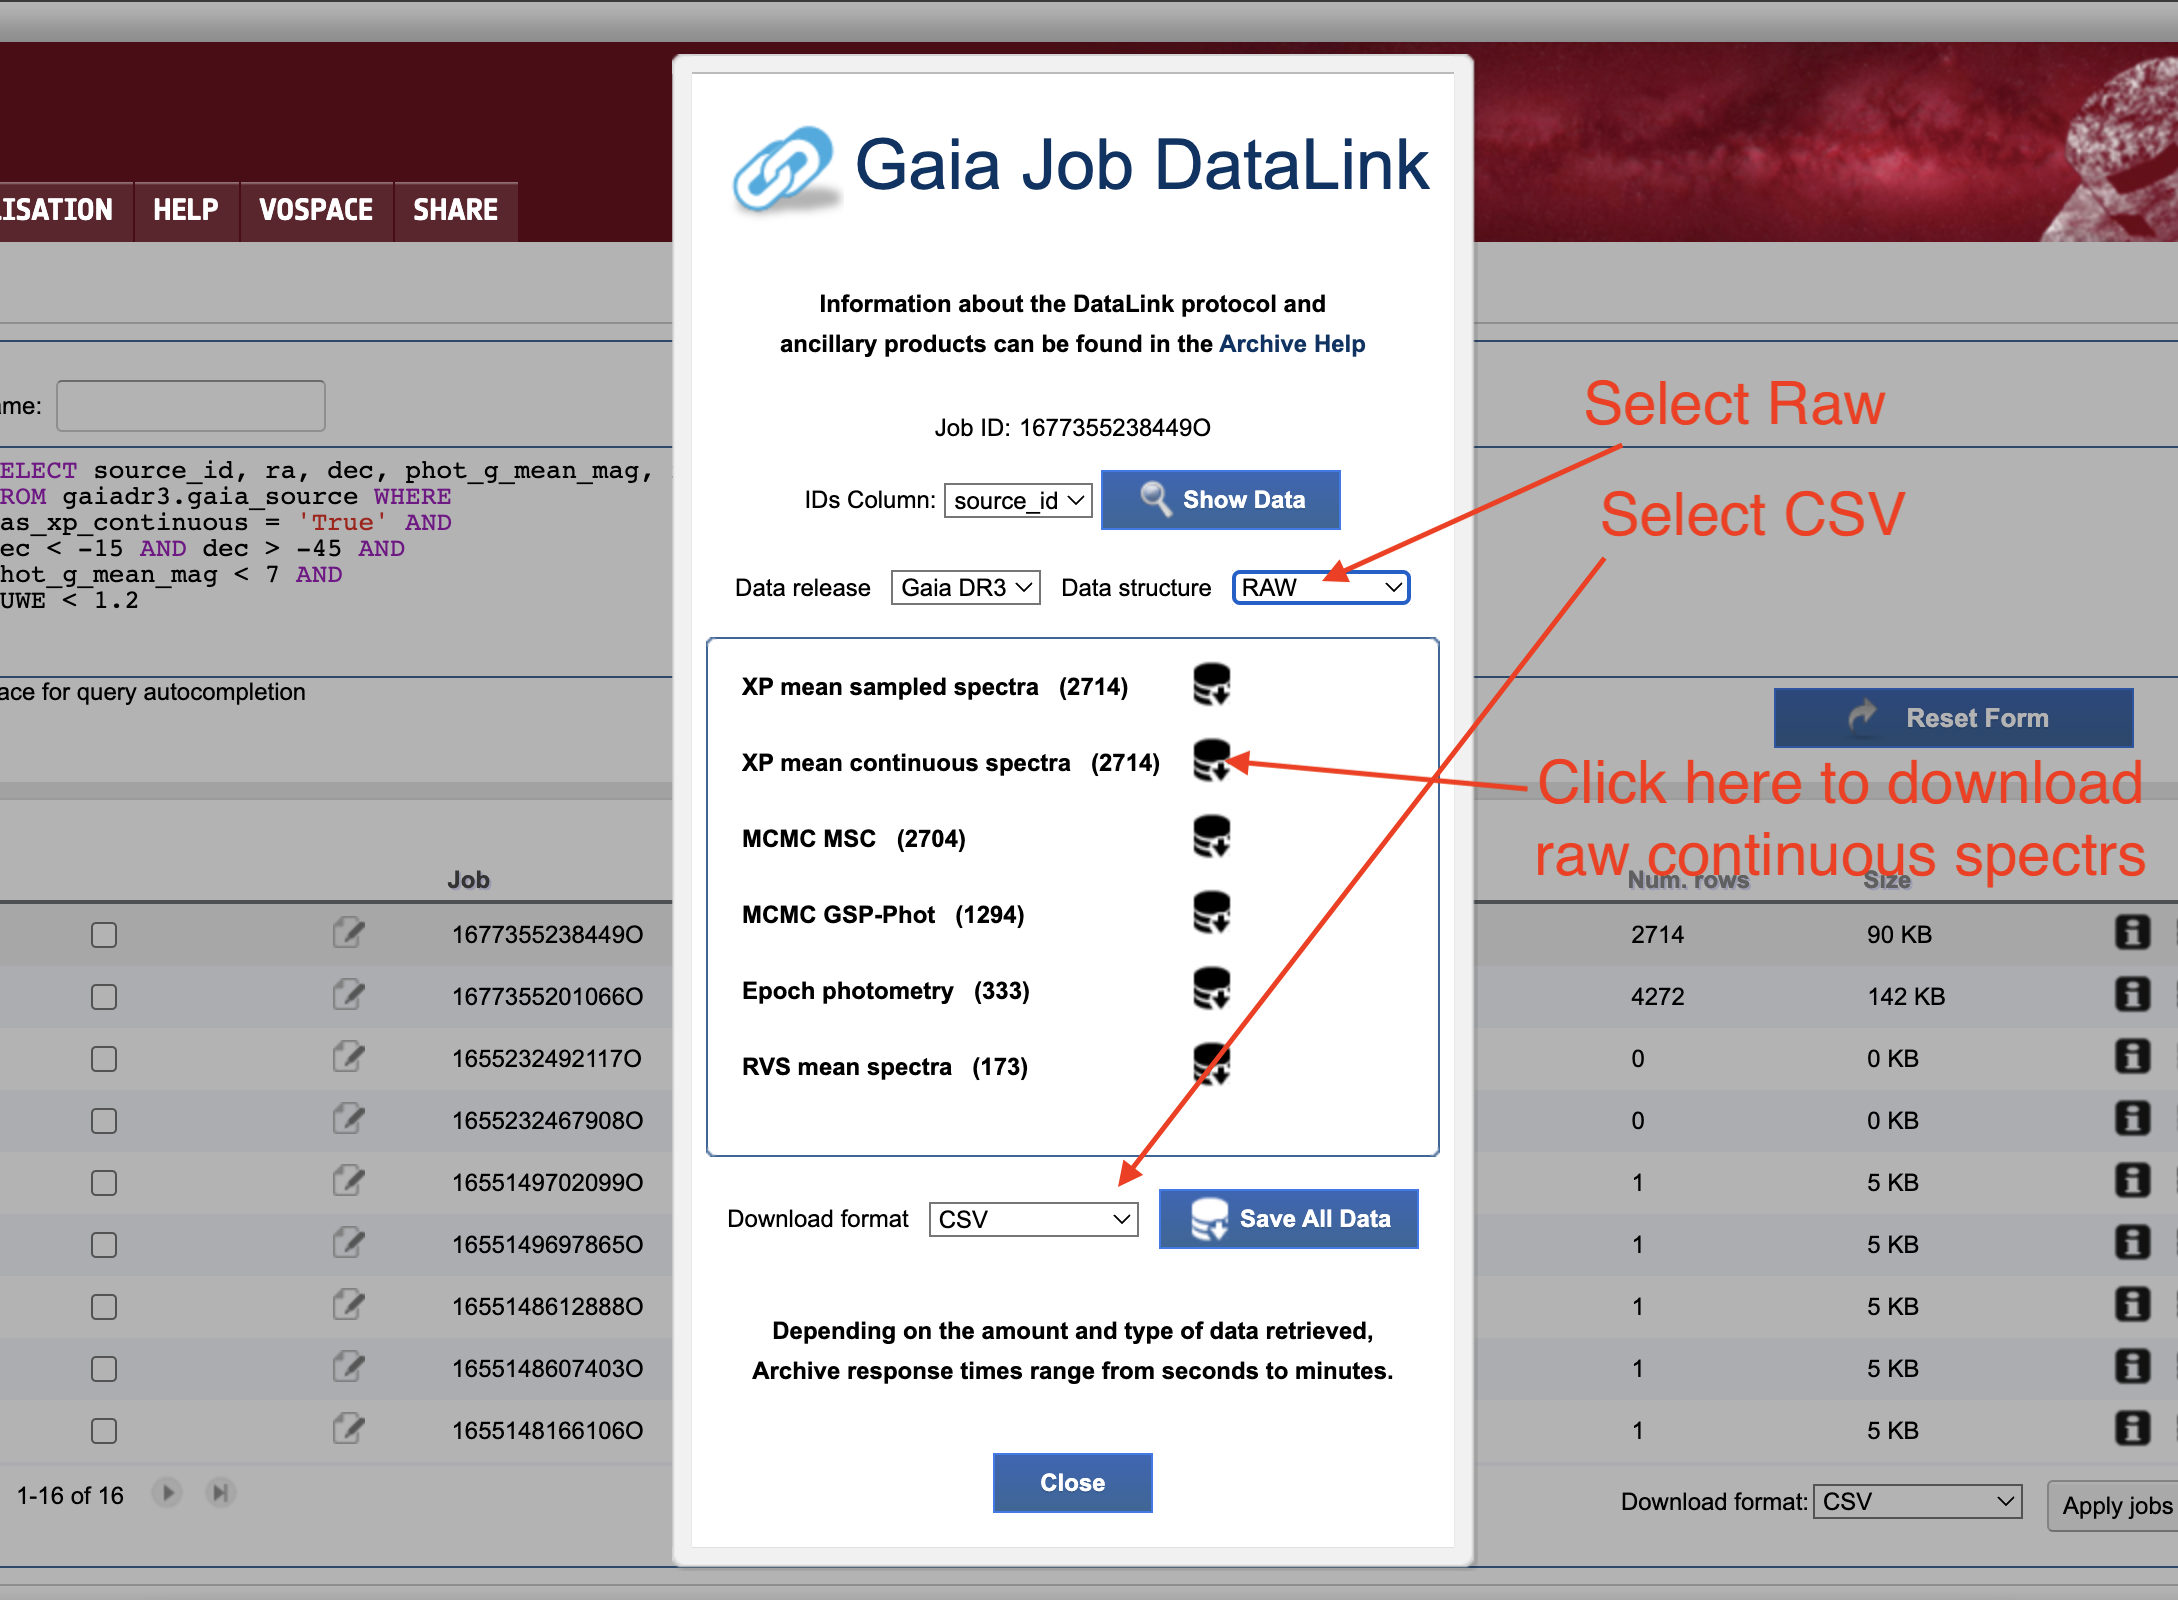 LISATION HELP VOSPACE SHARE
Gaia Job DataLink
Information about the DataLink protocol and
ancillary products can be found in the Archive Help
Job ID: 1677355238449O
IDs Column: source_id Show Data
Data release Gaia DR3 Data structure RAW
XP mean sampled spectra (2714)
XP mean continuous spectra (2714)
MCMC MSC (2704)
MCMC GSP-Phot (1294)
Epoch photometry (333)
RVS mean spectra (173)
Download format CSV Save All Data
Depending on the amount and type of data retrieved,
Archive response times range from seconds to minutes.
Close
Select Raw
Select CSV
Click here to download
raw continuous spectrs
ame:
ELECT source_id, ra, dec, phot_g_mean_mag,
ROM gaiadr3.gaia_source WHERE
as_xp_continuous = 'True' AND
ec < -15 AND dec > -45 AND
hot_g_mean_mag < 7 AND
UWE < 1.2
ace for query autocompletion
Reset Form
Job Num. rows Size
1677355238449O 2714 90 KB
1677355201066O 4272 142 KB
1655232492117O 0 0 KB
1655232467908O 0 0 KB
1655149702099O 1 5 KB
1655149697865O 1 5 KB
1655148612888O 1 5 KB
1655148607403O 1 5 KB
1655148166106O 1 5 KB
1-16 of 16
Download format: CSV Apply jobs